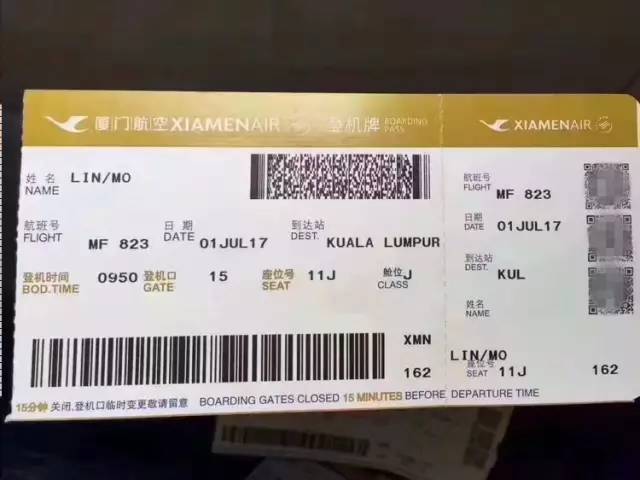 厦门航空 XIAMENAIR 登机牌 BOARDING PASS
XIAMENAIR
姓 名 NAME LIN/MO
航班号 FLIGHT MF 823 日 期 DATE 01JUL17 到达站 DEST. KUALA LUMPUR
登机时间 BOD.TIME 0950 登机口 GATE 15 座位号 SEAT 11J 舱位 CLASS J
XMN
162
15分钟 关闭,登机口临时变更敬请留意 BOARDING GATES CLOSED 15 MINUTES BEFORE DEPARTURE TIME
航班号 FLIGHT MF 823
日期 DATE 01JUL17
到达站 DEST. KUL
姓名 NAME
LIN/MO
座位号 SEAT 11J 162